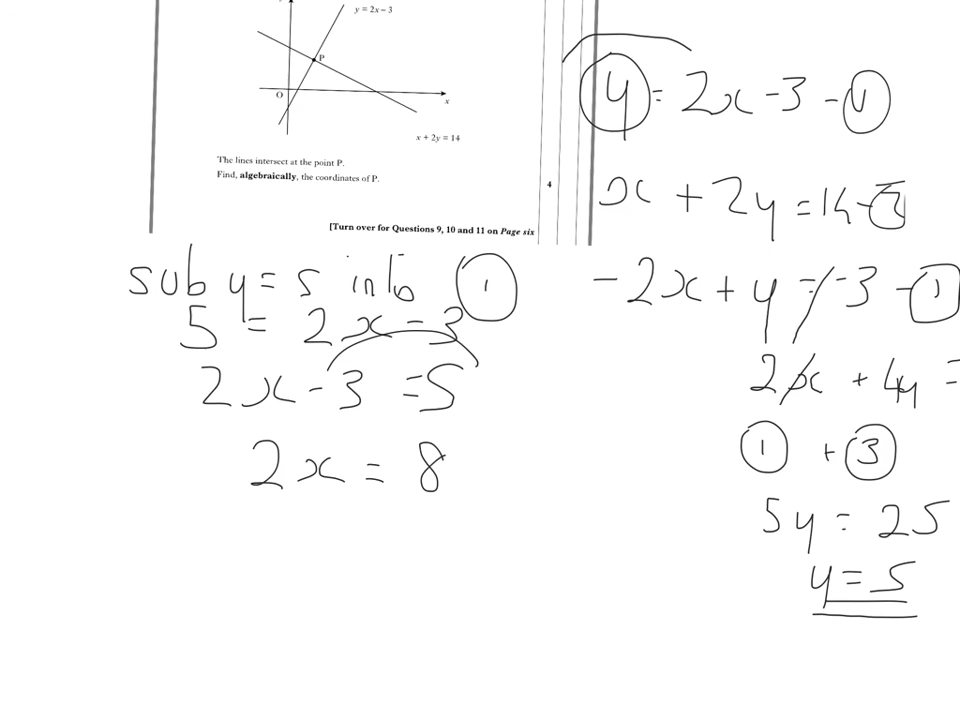 y = 2x − 3
P
O
x
x + 2y = 14
The lines intersect at the point P.
Find, algebraically, the coordinates of P.
4
[Turn over for Questions 9, 10 and 11 on Page six
y = 2x - 3 - ①
x + 2y = 14 - ②
-2x + y = -3 - ①
2x + 4y =
① + ③
5y = 25
y = 5
sub y = 5 into ①
5 = 2x - 3
2x - 3 = 5
2x = 8